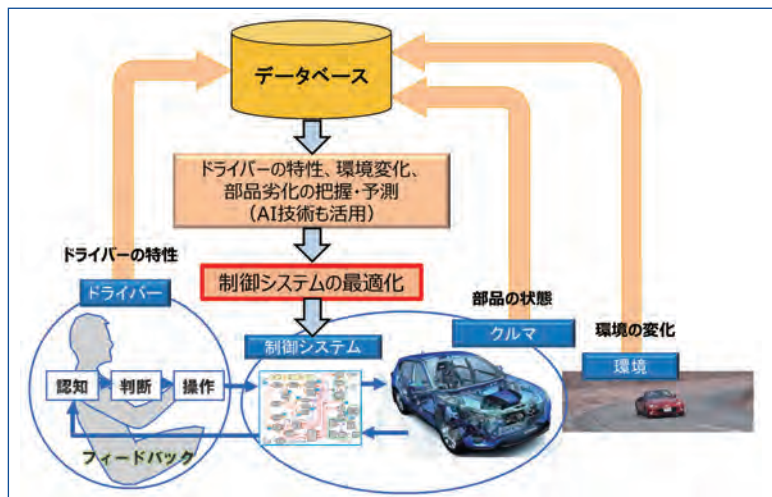 データベース
ドライバーの特性、環境変化、
部品劣化の把握・予測
（AI技術も活用）
ドライバーの特性
制御システムの最適化
ドライバー
部品の状態
クルマ
環境の変化
環境
制御システム
認知
判断
操作
フィードバック